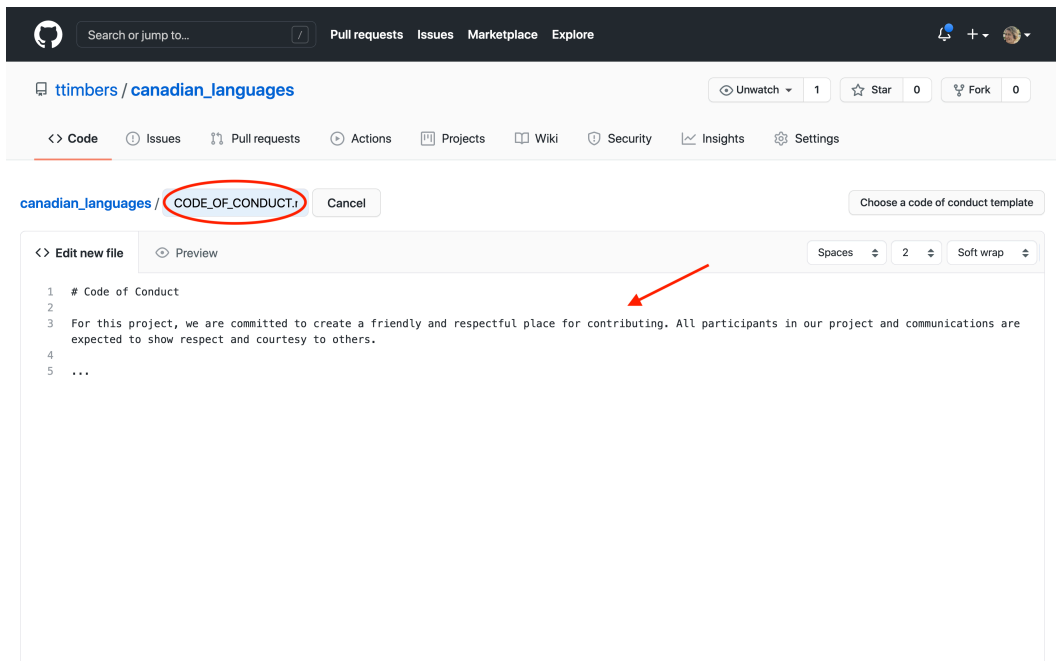 Search or jump to... / Pull requests Issues Marketplace Explore
ttimbers / canadian_languages Unwatch 1 Star 0 Fork 0
<> Code Issues Pull requests Actions Projects Wiki Security Insights Settings
canadian_languages / CODE_OF_CONDUCT.r Cancel Choose a code of conduct template
<> Edit new file Preview Spaces 2 Soft wrap
1 # Code of Conduct
2
3 For this project, we are committed to create a friendly and respectful place for contributing. All participants in our project and communications are
expected to show respect and courtesy to others.
4
5 ...